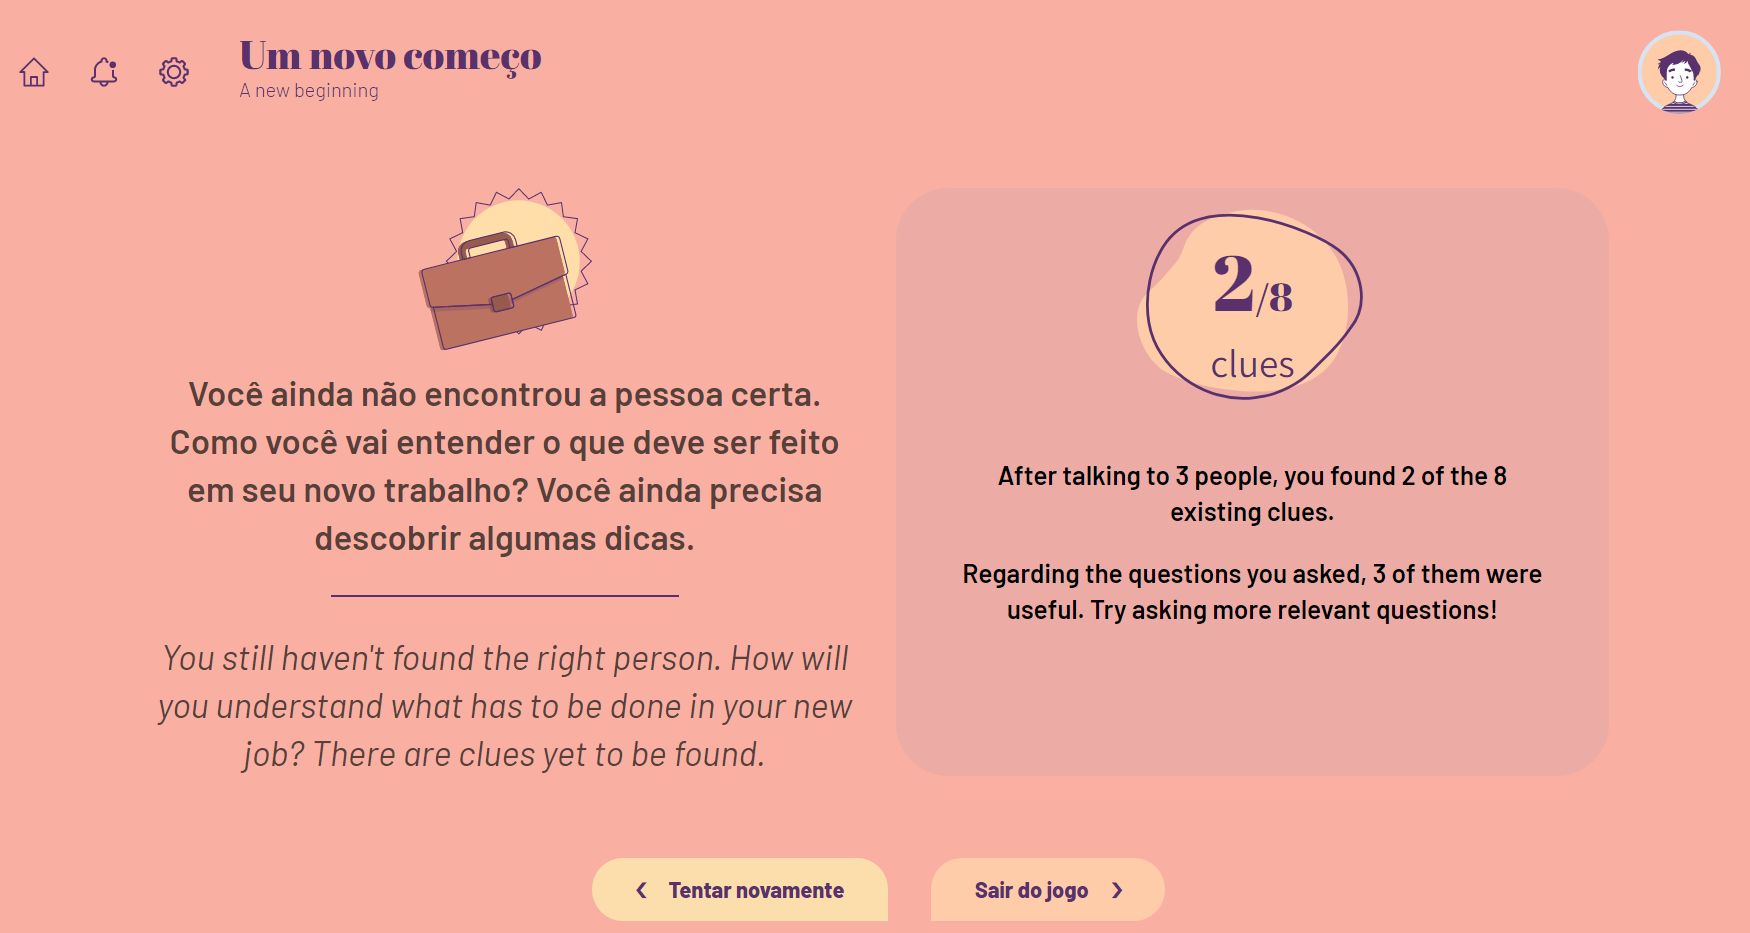 Um novo começo
A new beginning
Você ainda não encontrou a pessoa certa.
Como você vai entender o que deve ser feito
em seu novo trabalho? Você ainda precisa
descobrir algumas dicas.
You still haven't found the right person. How will
you understand what has to be done in your new
job? There are clues yet to be found.
2/8
clues
After talking to 3 people, you found 2 of the 8
existing clues.
Regarding the questions you asked, 3 of them were
useful. Try asking more relevant questions!
Tentar novamente
Sair do jogo